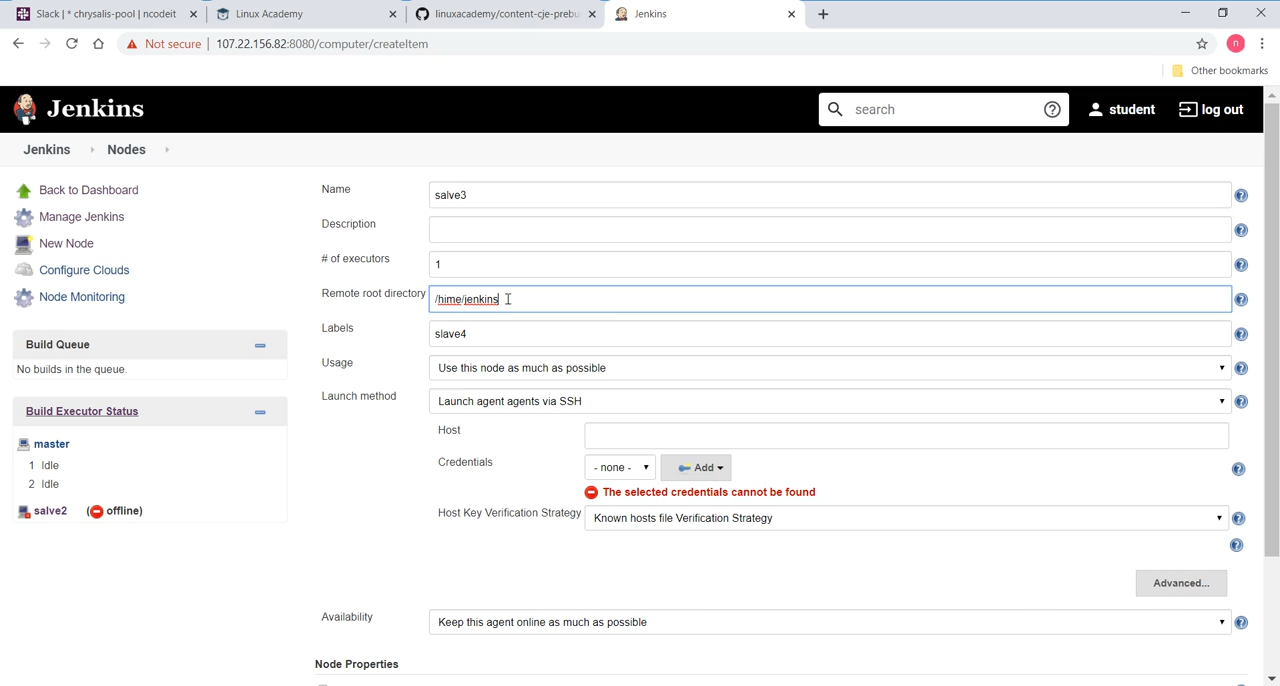 Slack | * chrysalis-pool | ncodeit
Linux Academy
linuxacademy/content-cje-prebu
Jenkins
Not secure | 107.22.156.82:8080/computer/createItem
n
Other bookmarks
Jenkins
search
student
log out
Jenkins
Nodes
Back to Dashboard
Manage Jenkins
New Node
Configure Clouds
Node Monitoring
Build Queue
No builds in the queue.
Build Executor Status
master
1 Idle
2 Idle
salve2 (offline)
Name
salve3
Description
# of executors
1
Remote root directory
/hime/jenkins
Labels
slave4
Usage
Use this node as much as possible
Launch method
Launch agent agents via SSH
Host
Credentials
- none -
Add
The selected credentials cannot be found
Host Key Verification Strategy
Known hosts file Verification Strategy
Advanced...
Availability
Keep this agent online as much as possible
Node Properties